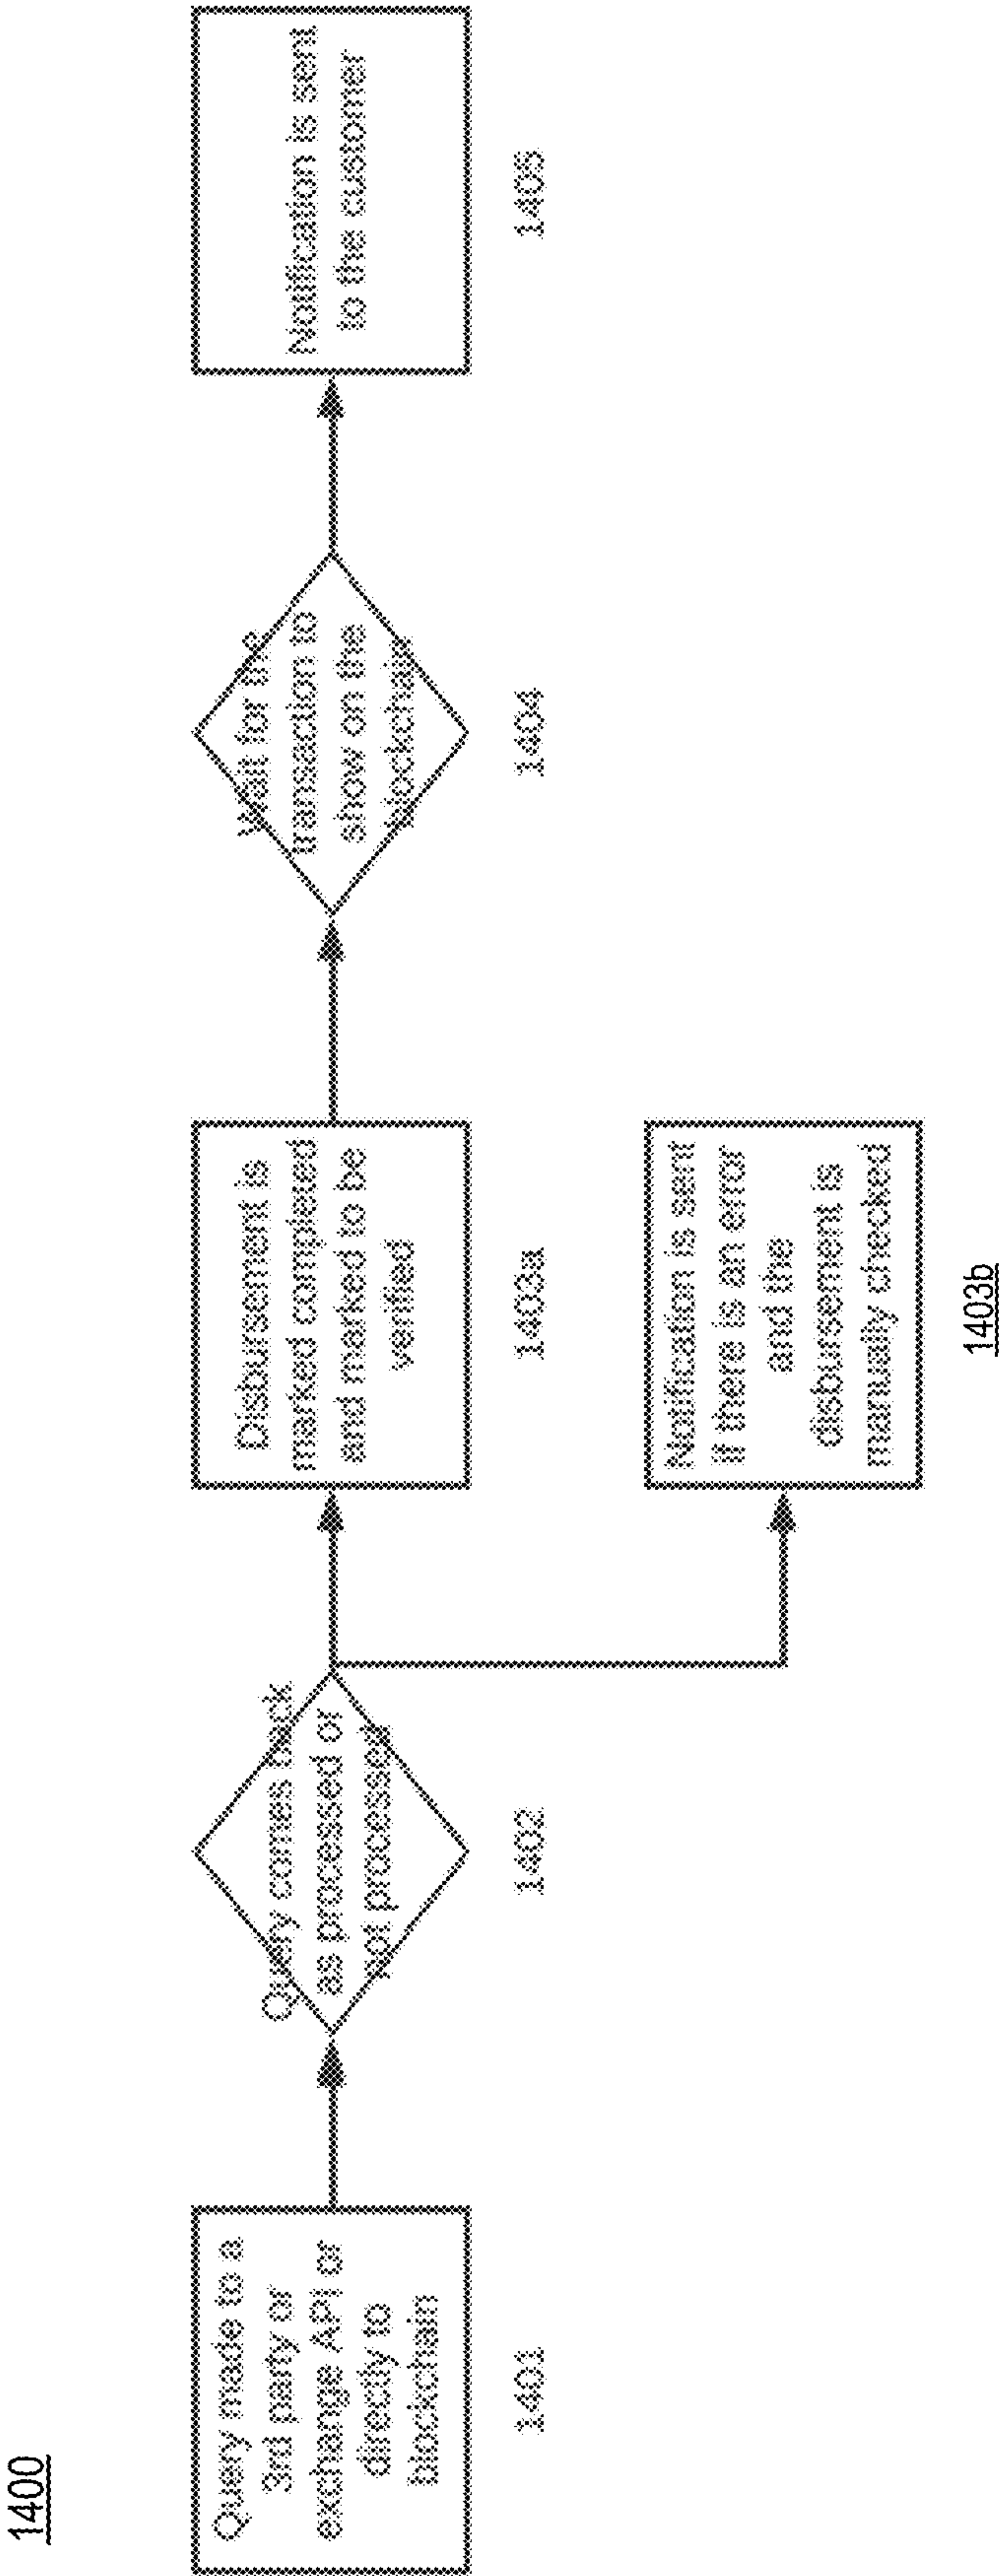 1400
Query made to a
3rd party or
exchange API or
directly to
blockchain
1401
Query comes back
as processed or
not processed
1402
Disbursement is
marked completed
and marked to be
verified
1403a
Notification is sent
if there is an error
and the
disbursement is
manually checked
1403b
Wait for the
transaction to
show on the
blockchain
1404
Notification is sent
to the customer
1405